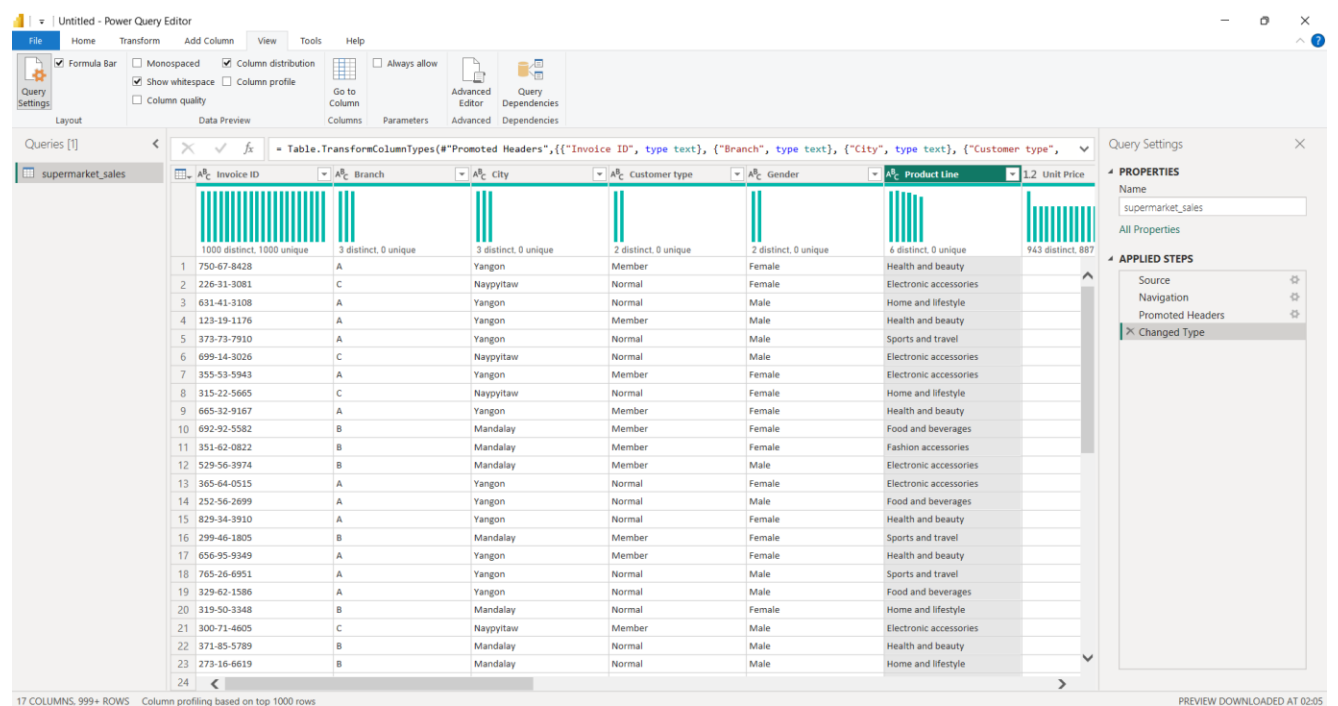 Untitled - Power Query Editor
File Home Transform Add Column View Tools Help
Query Settings
Formula Bar
Layout
Monospaced
Show whitespace
Column quality
Column distribution
Column profile
Data Preview
Go to Column
Columns
Always allow
Parameters
Advanced Editor
Advanced
Query Dependencies
Dependencies
Queries [1]
supermarket_sales
fx = Table.TransformColumnTypes(#"Promoted Headers",{{"Invoice ID", type text}, {"Branch", type text}, {"City", type text}, {"Customer type",
ABC Invoice ID ABC Branch ABC City ABC Customer type ABC Gender ABC Product Line 1.2 Unit Price
1000 distinct, 1000 unique 3 distinct, 0 unique 3 distinct, 0 unique 2 distinct, 0 unique 2 distinct, 0 unique 6 distinct, 0 unique 943 distinct, 887
1 750-67-8428 A Yangon Member Female Health and beauty
2 226-31-3081 C Naypyitaw Normal Female Electronic accessories
3 631-41-3108 A Yangon Normal Male Home and lifestyle
4 123-19-1176 A Yangon Member Male Health and beauty
5 373-73-7910 A Yangon Normal Male Sports and travel
6 699-14-3026 C Naypyitaw Normal Male Electronic accessories
7 355-53-5943 A Yangon Member Female Electronic accessories
8 315-22-5665 C Naypyitaw Normal Female Home and lifestyle
9 665-32-9167 A Yangon Member Female Health and beauty
10 692-92-5582 B Mandalay Member Female Food and beverages
11 351-62-0822 B Mandalay Member Female Fashion accessories
12 529-56-3974 B Mandalay Member Male Electronic accessories
13 365-64-0515 A Yangon Normal Female Electronic accessories
14 252-56-2699 A Yangon Normal Male Food and beverages
15 829-34-3910 A Yangon Normal Female Health and beauty
16 299-46-1805 B Mandalay Member Female Sports and travel
17 656-95-9349 A Yangon Member Female Health and beauty
18 765-26-6951 A Yangon Normal Male Sports and travel
19 329-62-1586 A Yangon Normal Male Food and beverages
20 319-50-3348 B Mandalay Normal Female Home and lifestyle
21 300-71-4605 C Naypyitaw Member Male Electronic accessories
22 371-85-5789 B Mandalay Normal Male Health and beauty
23 273-16-6619 B Mandalay Normal Male Home and lifestyle
24
Query Settings
PROPERTIES
Name
supermarket_sales
All Properties
APPLIED STEPS
Source
Navigation
Promoted Headers
Changed Type
17 COLUMNS, 999+ ROWS Column profiling based on top 1000 rows
PREVIEW DOWNLOADED AT 02:05